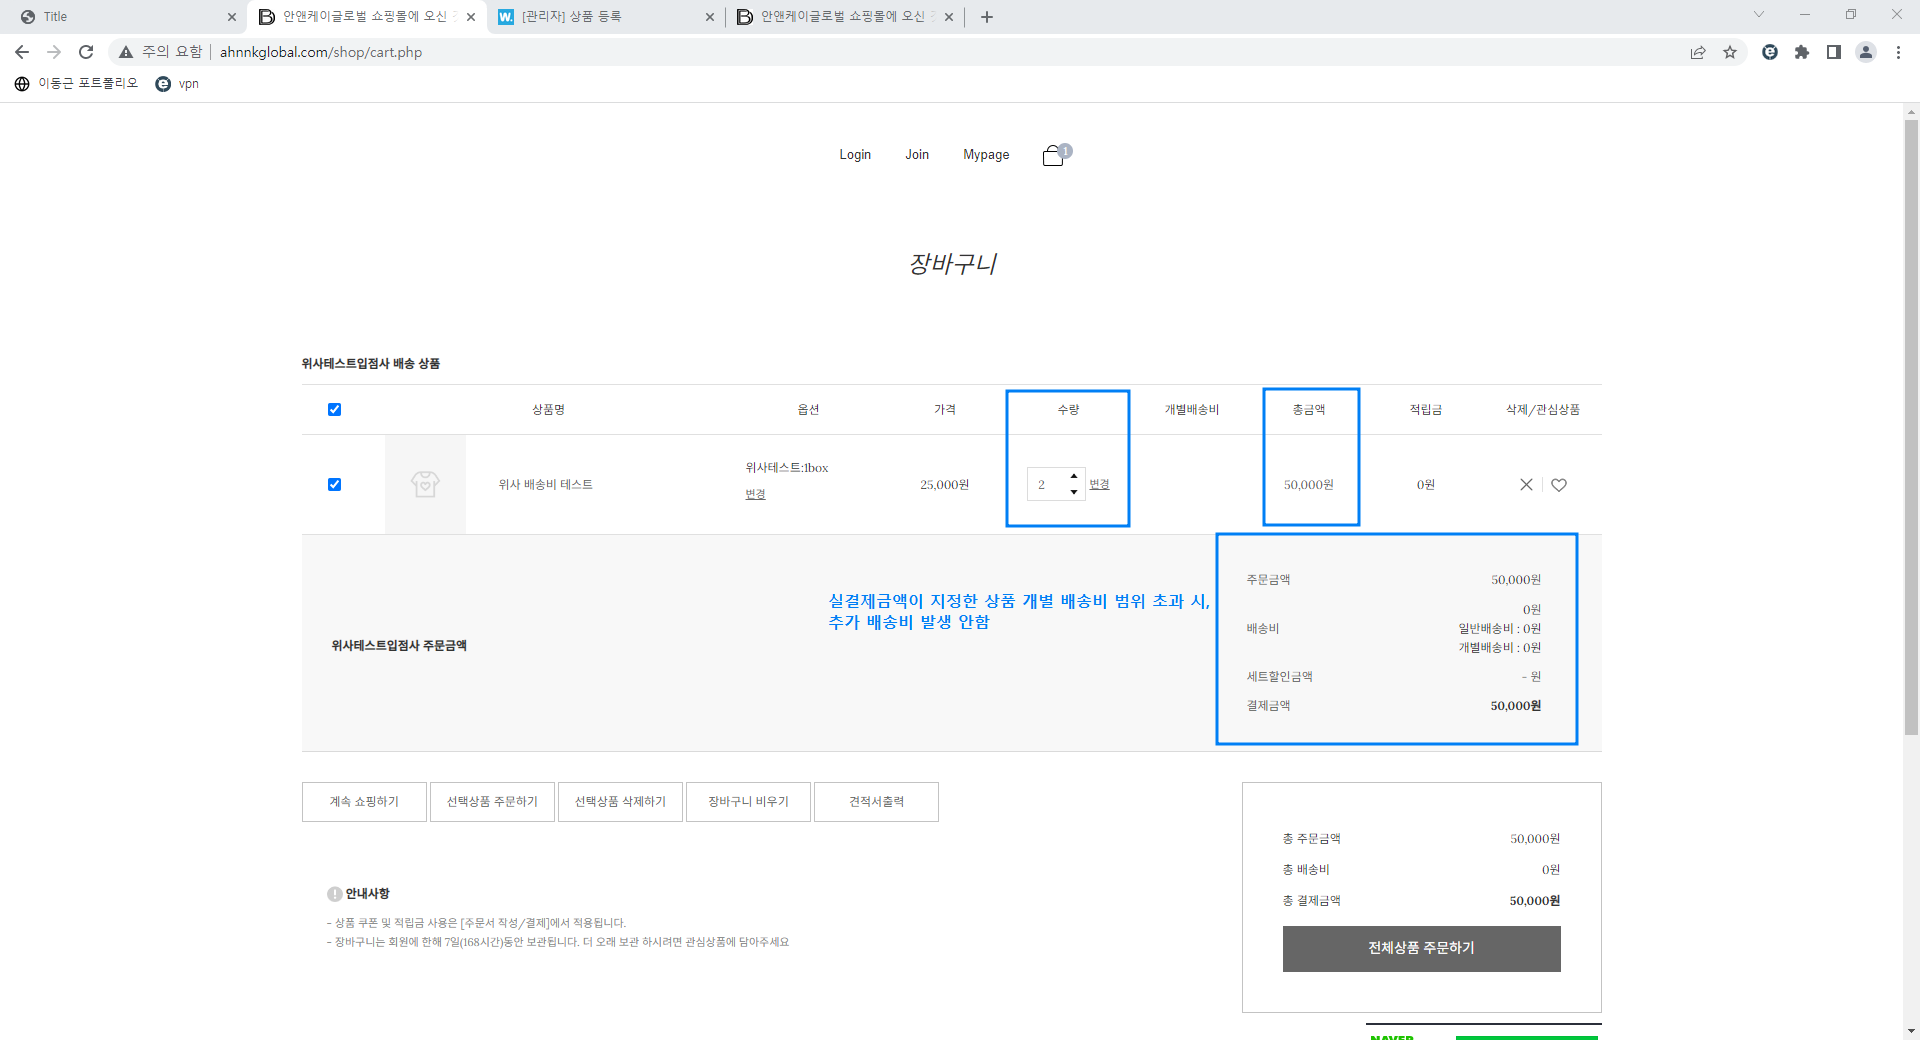 Title
안앤케이글로벌 쇼핑몰에 오신
[관리자] 상품 등록
안앤케이글로벌 쇼핑몰에 오신
주의 요함
ahnnkglobal.com/shop/cart.php
이동근 포트폴리오
vpn
Login
Join
Mypage
1
장바구니
위사테스트입점사 배송 상품
상품명
옵션
가격
수량
개별배송비
총금액
적립금
삭제/관심상품
위사 배송비 테스트
위사테스트:1box
변경
25,000원
2
변경
50,000원
0원
위사테스트입점사 주문금액
실결제금액이 지정한 상품 개별 배송비 범위 초과 시,
추가 배송비 발생 안함
주문금액 50,000원
배송비
0원
일반배송비 : 0원
개별배송비 : 0원
세트할인금액 - 원
결제금액 50,000원
계속 쇼핑하기
선택상품 주문하기
선택상품 삭제하기
장바구니 비우기
견적서출력
총 주문금액 50,000원
총 배송비 0원
총 결제금액 50,000원
전체상품 주문하기
안내사항
- 상품 쿠폰 및 적립금 사용은 [주문서 작성/결제]에서 적용됩니다.
- 장바구니는 회원에 한해 7일(168시간)동안 보관됩니다. 더 오래 보관 하시려면 관심상품에 담아주세요
NAVER